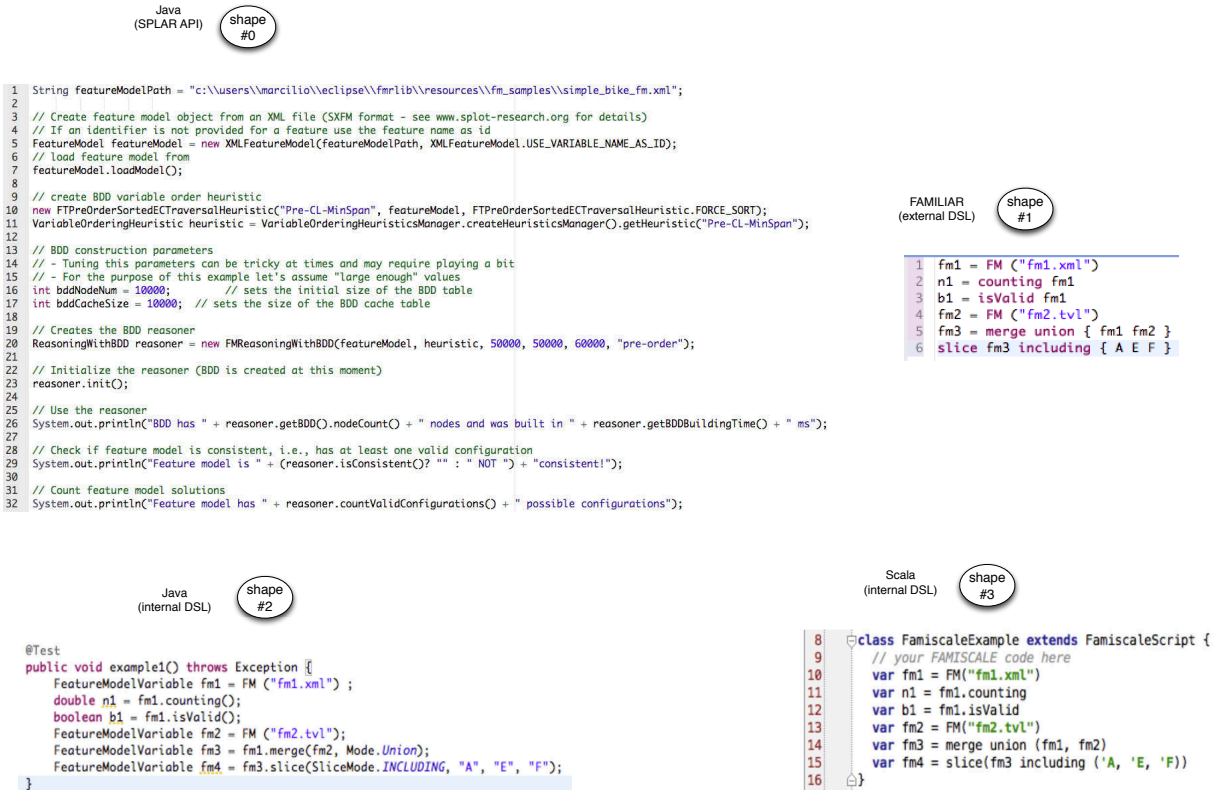 Java
(SPLAR API)
shape
#0
1 String featureModelPath = "c:\\users\\marcilio\\eclipse\\fmrlib\\resources\\fm_samples\\simple_bike_fm.xml";
2
3 // Create feature model object from an XML file (SXFM format - see www.splot-research.org for details)
4 // If an identifier is not provided for a feature use the feature name as id
5 FeatureModel featureModel = new XMLFeatureModel(featureModelPath, XMLFeatureModel.USE_VARIABLE_NAME_AS_ID);
6 // load feature model from
7 featureModel.loadModel();
8
9 // create BDD variable order heuristic
10 new FTPreOrderSortedECTraversalHeuristic("Pre-CL-MinSpan", featureModel, FTPreOrderSortedECTraversalHeuristic.FORCE_SORT);
11 VariableOrderingHeuristic heuristic = VariableOrderingHeuristicsManager.createHeuristicsManager().getHeuristic("Pre-CL-MinSpan");
12
13 // BDD construction parameters
14 // - Tuning this parameters can be tricky at times and may require playing a bit
15 // - For the purpose of this example let's assume "large enough" values
16 int bddNodeNum = 10000; // sets the initial size of the BDD table
17 int bddCacheSize = 10000; // sets the size of the BDD cache table
18
19 // Creates the BDD reasoner
20 ReasoningWithBDD reasoner = new FMReasoningWithBDD(featureModel, heuristic, 50000, 50000, 60000, "pre-order");
21
22 // Initialize the reasoner (BDD is created at this moment)
23 reasoner.init();
24
25 // Use the reasoner
26 System.out.println("BDD has " + reasoner.getBDD().nodeCount() + " nodes and was built in " + reasoner.getBDDBuildingTime() + " ms");
27
28 // Check if feature model is consistent, i.e., has at least one valid configuration
29 System.out.println("Feature model is " + (reasoner.isConsistent()? "" : " NOT ") + "consistent!");
30
31 // Count feature model solutions
32 System.out.println("Feature model has " + reasoner.countValidConfigurations() + " possible configurations");
FAMILIAR
(external DSL)
shape
#1
1 fm1 = FM ("fm1.xml")
2 n1 = counting fm1
3 b1 = isValid fm1
4 fm2 = FM ("fm2.tvl")
5 fm3 = merge union { fm1 fm2 }
6 slice fm3 including { A E F }
Java
(internal DSL)
shape
#2
@Test
public void example1() throws Exception {
FeatureModelVariable fm1 = FM ("fm1.xml") ;
double n1 = fm1.counting();
boolean b1 = fm1.isValid();
FeatureModelVariable fm2 = FM ("fm2.tvl");
FeatureModelVariable fm3 = fm1.merge(fm2, Mode.Union);
FeatureModelVariable fm4 = fm3.slice(SliceMode.INCLUDING, "A", "E", "F");
}
Scala
(internal DSL)
shape
#3
8 class FamiscaleExample extends FamiscaleScript {
9 // your FAMISCALE code here
10 var fm1 = FM("fm1.xml")
11 var n1 = fm1.counting
12 var b1 = fm1.isValid
13 var fm2 = FM("fm2.tvl")
14 var fm3 = merge union (fm1, fm2)
15 var fm4 = slice(fm3 including ('A, 'E, 'F))
16 }